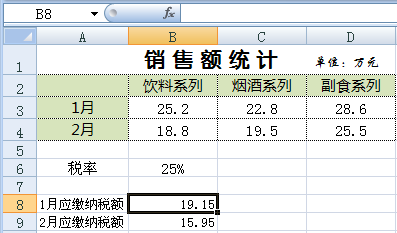 B8 fx
A B C D
1 销售额统计 单位：万元
2 饮料系列 烟酒系列 副食系列
3 1月 25.2 22.8 28.6
4 2月 18.8 19.5 25.5
5
6 税率 25%
7
8 1月应缴纳税额 19.15
9 2月应缴纳税额 15.95